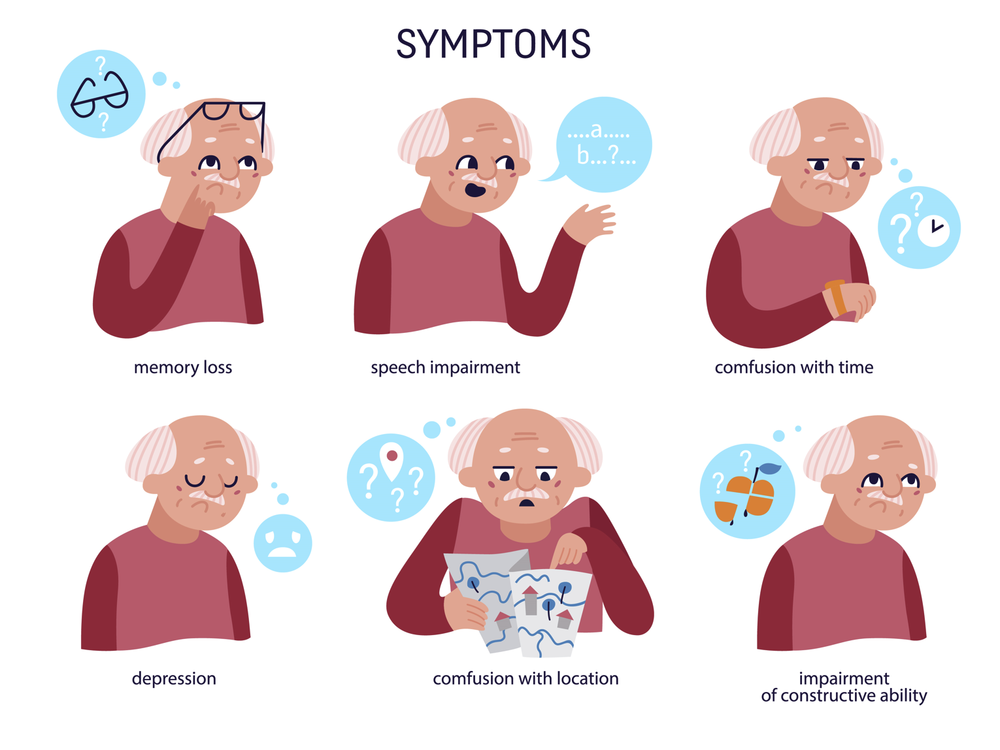 SYMPTOMS
?
?
....a.....
b...?...
?
?
memory loss
speech impairment
comfusion with time
?
?
?
?
?
depression
comfusion with location
impairment
of constructive ability